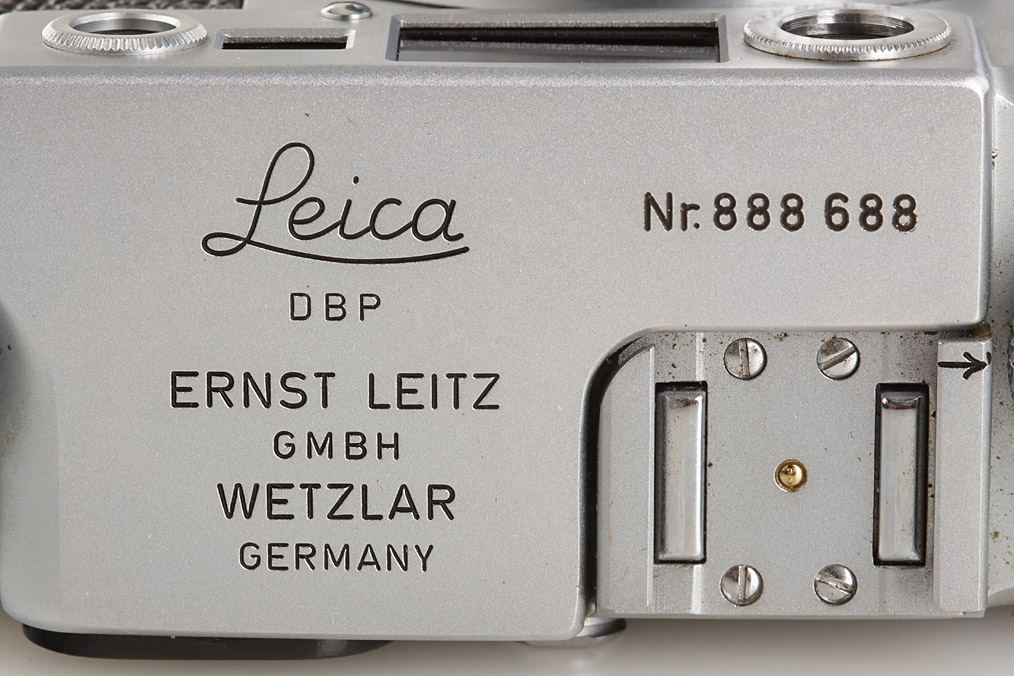 Leica
DBP
ERNST LEITZ
GMBH
WETZLAR
GERMANY
Nr. 888 688